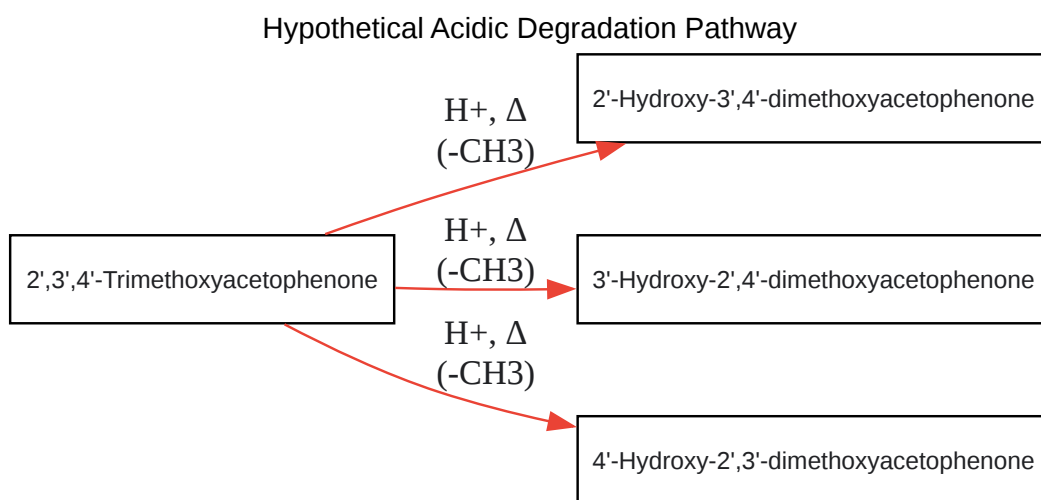 Hypothetical Acidic Degradation Pathway
2'-Hydroxy-3',4'-dimethoxyacetophenone
H+, Δ
(-CH3)
2',3',4'-Trimethoxyacetophenone
H+, Δ
(-CH3)
3'-Hydroxy-2',4'-dimethoxyacetophenone
H+, Δ
(-CH3)
4'-Hydroxy-2',3'-dimethoxyacetophenone